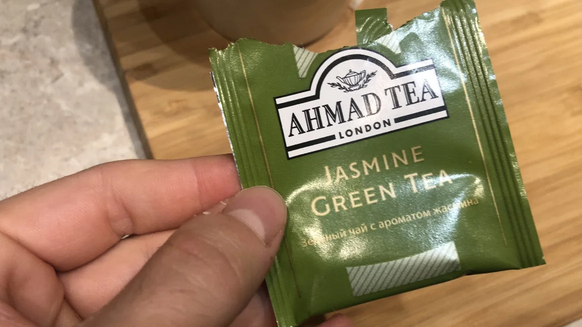 AHMAD TEA
LONDON
JASMINE
GREEN TEA
Зелёный чай с ароматом жасмина